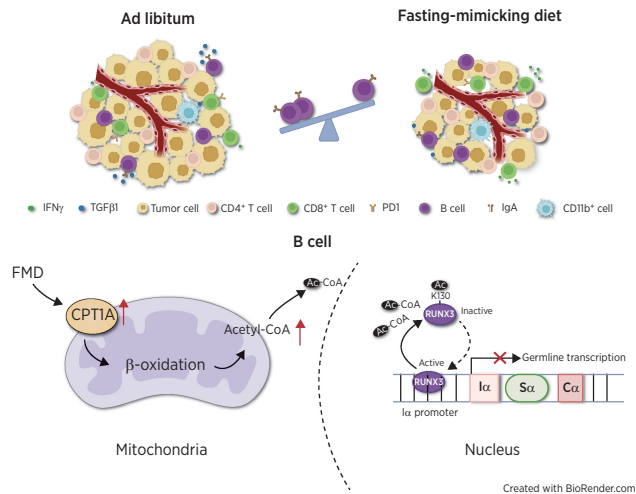 Ad libitum
Fasting-mimicking diet
IFNγ
TGFβ1
Tumor cell
CD4⁺ T cell
CD8⁺ T cell
PD1
B cell
IgA
CD11b⁺ cell
B cell
FMD
CPT1A
β-oxidation
Acetyl-CoA
Ac-CoA
Mitochondria
Ac-CoA
Ac-CoA
Ac
K130
RUNX3
Inactive
Active
RUNX3
Germline transcription
Iα
Sα
Cα
Iα promoter
Nucleus
Created with BioRender.com